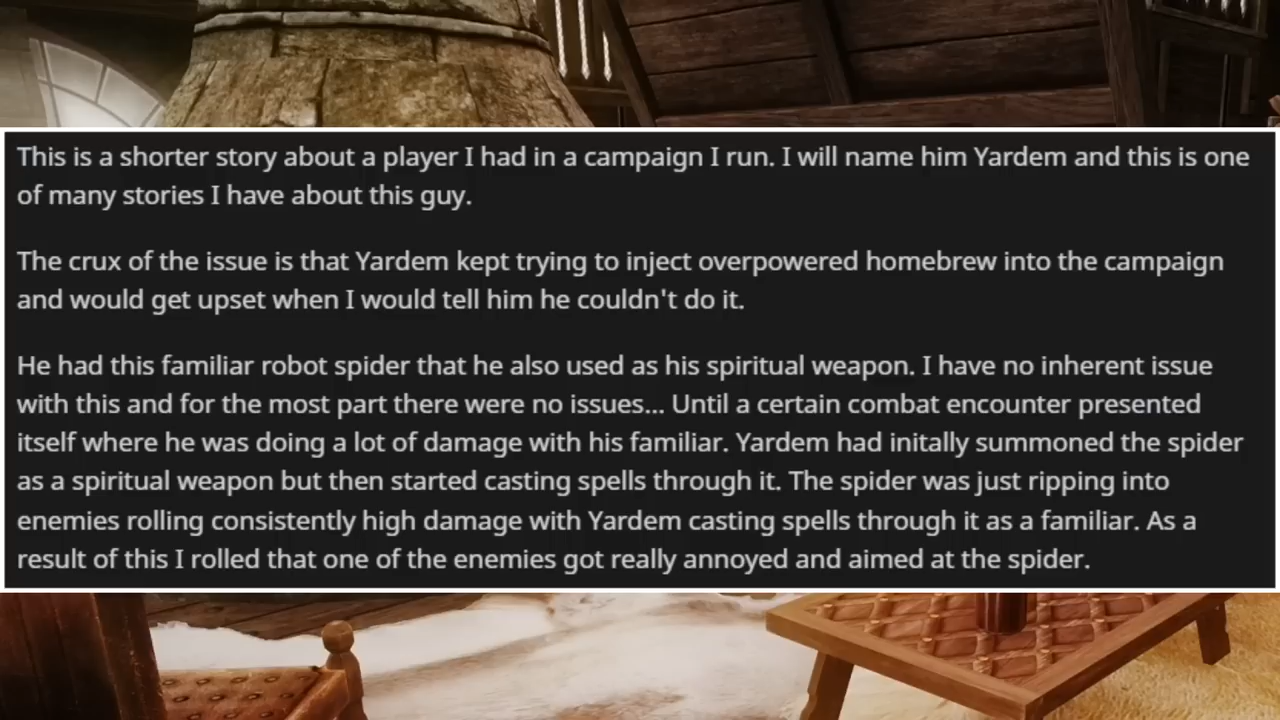 This is a shorter story about a player I had in a campaign I run. I will name him Yardem and this is one
of many stories I have about this guy.
The crux of the issue is that Yardem kept trying to inject overpowered homebrew into the campaign
and would get upset when I would tell him he couldn't do it.
He had this familiar robot spider that he also used as his spiritual weapon. I have no inherent issue
with this and for the most part there were no issues... Until a certain combat encounter presented
itself where he was doing a lot of damage with his familiar. Yardem had initally summoned the spider
as a spiritual weapon but then started casting spells through it. The spider was just ripping into
enemies rolling consistently high damage with Yardem casting spells through it as a familiar. As a
result of this I rolled that one of the enemies got really annoyed and aimed at the spider.